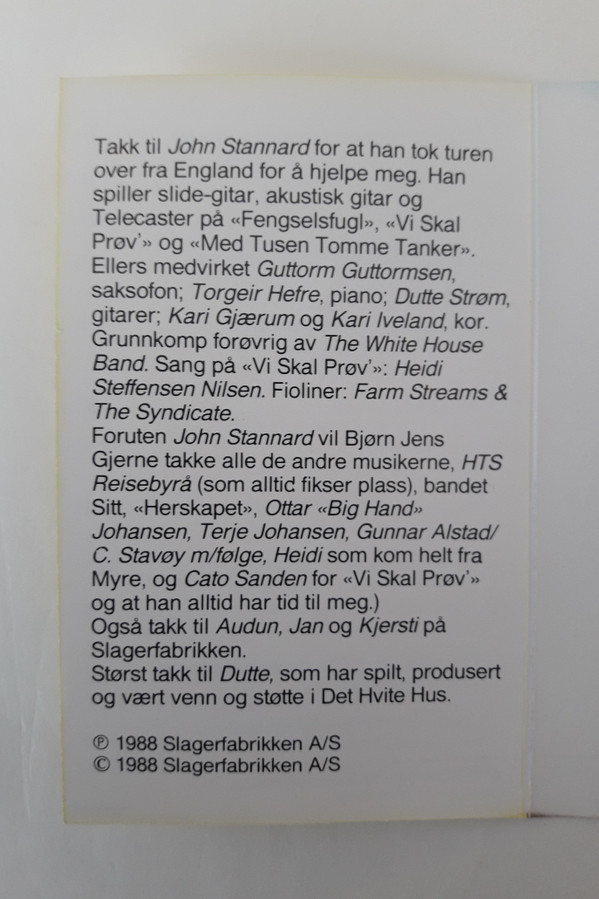 Takk til John Stannard for at han tok turen
over fra England for å hjelpe meg. Han
spiller slide-gitar, akustisk gitar og
Telecaster på «Fengselsfugl», «Vi Skal
Prøv'» og «Med Tusen Tomme Tanker».
Ellers medvirket Guttorm Guttormsen,
saksofon; Torgeir Hefre, piano; Dutte Strøm,
gitarer; Kari Gjærum og Kari Iveland, kor.
Grunnkomp forøvrig av The White House
Band. Sang på «Vi Skal Prøv'»: Heidi
Steffensen Nilsen. Fioliner: Farm Streams &
The Syndicate.
Foruten John Stannard vil Bjørn Jens
Gjerne takke alle de andre musikerne, HTS
Reisebyrå (som alltid fikser plass), bandet
Sitt, «Herskapet», Ottar «Big Hand»
Johansen, Terje Johansen, Gunnar Alstad/
C. Stavøy m/følge, Heidi som kom helt fra
Myre, og Cato Sanden for «Vi Skal Prøv'»
og at han alltid har tid til meg.)
Også takk til Audun, Jan og Kjersti på
Slagerfabrikken.
Størst takk til Dutte, som har spilt, produsert
og vært venn og støtte i Det Hvite Hus.
℗ 1988 Slagerfabrikken A/S
© 1988 Slagerfabrikken A/S